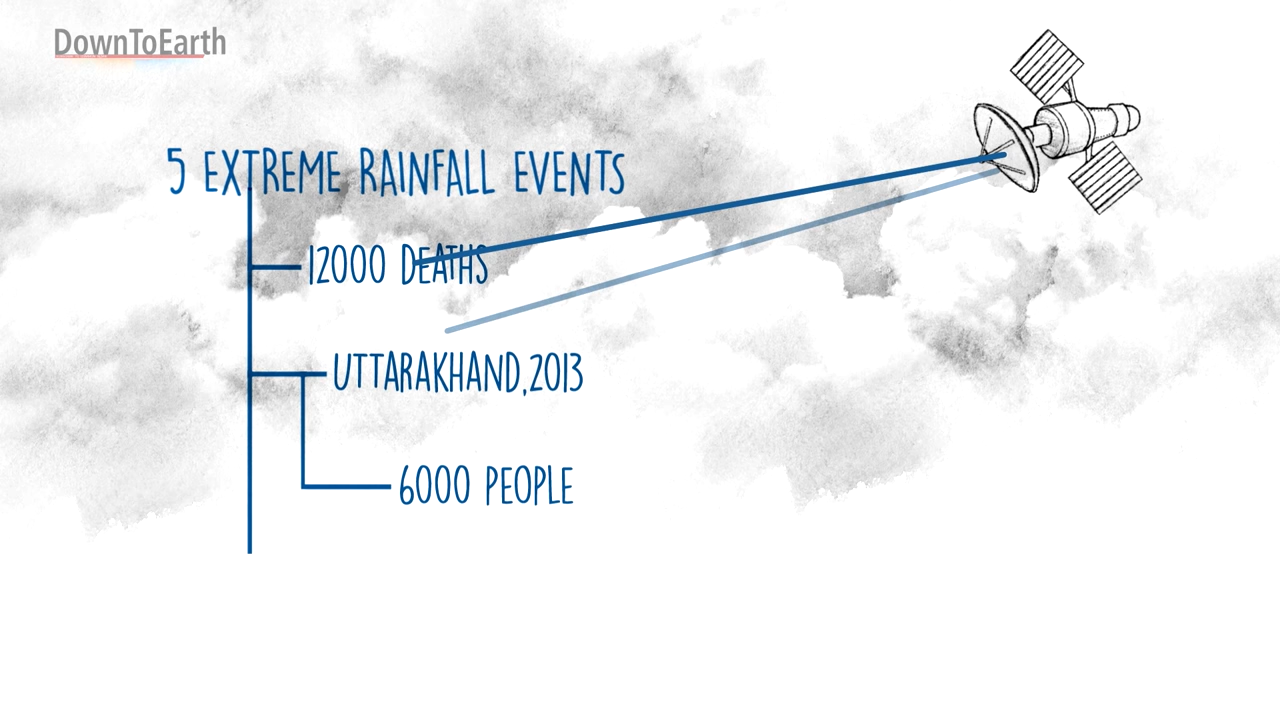 DownToEarth
5 EXTREME RAINFALL EVENTS
12000 DEATHS
UTTARAKHAND,2013
6000 PEOPLE